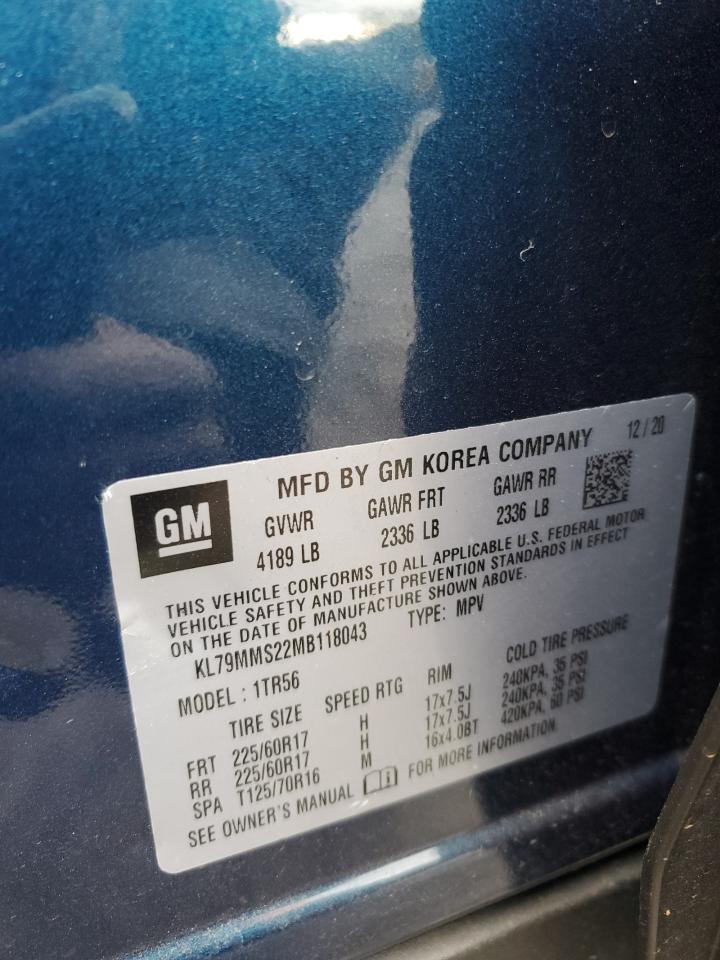 12 / 20
MFD BY GM KOREA COMPANY
GM
GVWR GAWR FRT GAWR RR
4189 LB 2336 LB 2336 LB
THIS VEHICLE CONFORMS TO ALL APPLICABLE U.S. FEDERAL MOTOR
VEHICLE SAFETY AND THEFT PREVENTION STANDARDS IN EFFECT
ON THE DATE OF MANUFACTURE SHOWN ABOVE.
KL79MMS22MB118043 TYPE: MPV
MODEL : 1TR56
TIRE SIZE SPEED RTG RIM COLD TIRE PRESSURE
FRT 225/60R17 H 17x7.5J 240KPA, 35 PSI
RR 225/60R17 H 17x7.5J 240KPA, 35 PSI
SPA T125/70R16 M 16x4.0BT 420KPA, 60 PSI
SEE OWNER'S MANUAL FOR MORE INFORMATION